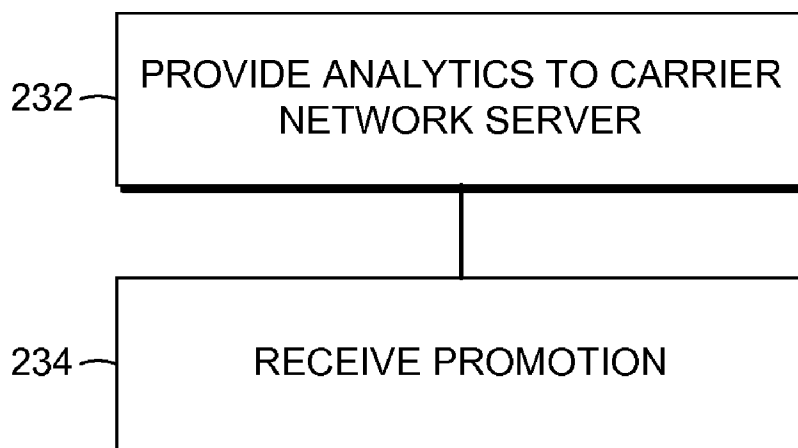 232
PROVIDE ANALYTICS TO CARRIER
NETWORK SERVER
234
RECEIVE PROMOTION